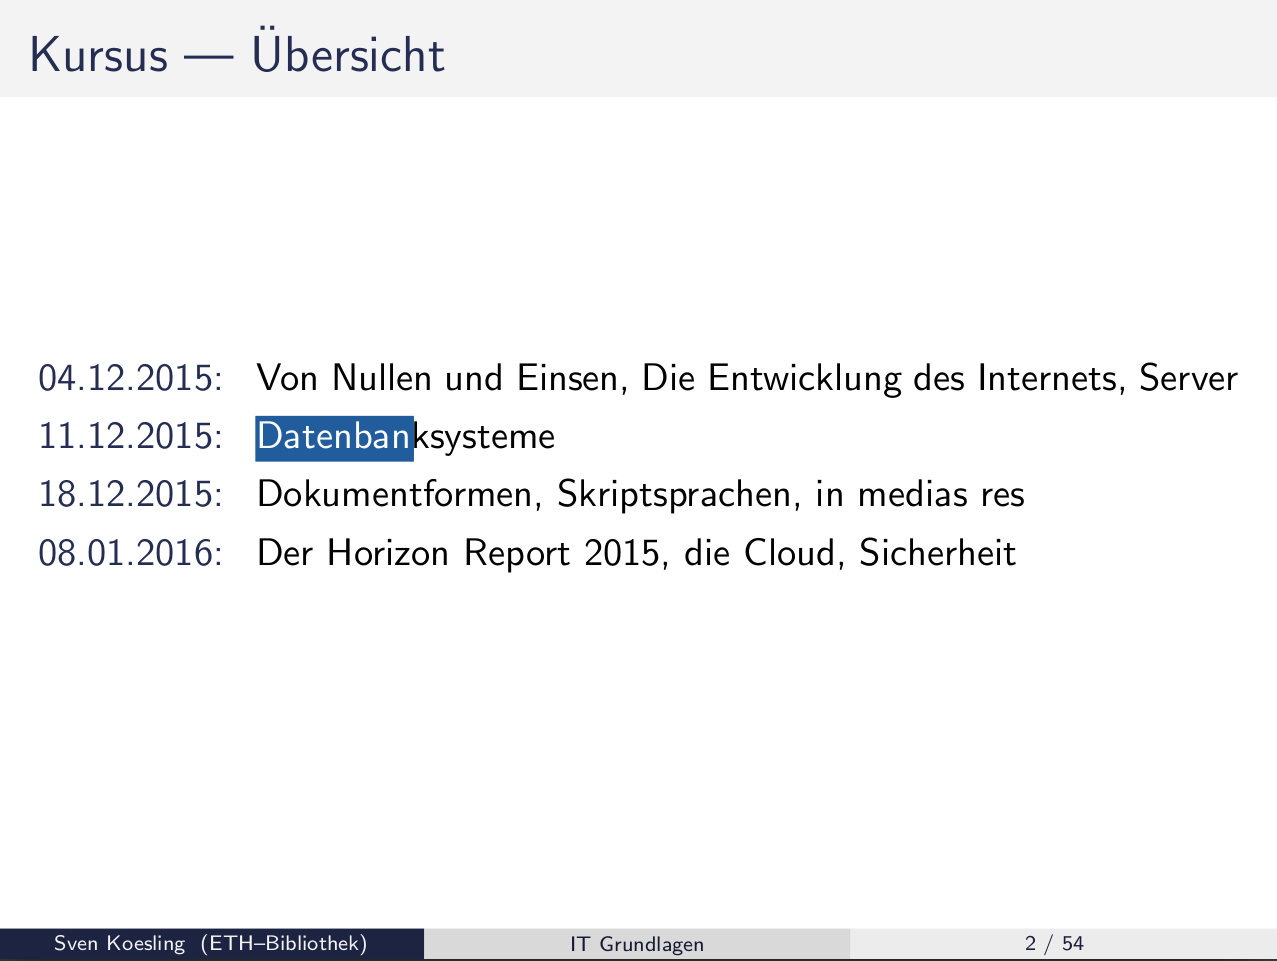 Kursus — Übersicht
04.12.2015: Von Nullen und Einsen, Die Entwicklung des Internets, Server
11.12.2015: Datenbanksysteme
18.12.2015: Dokumentformen, Skriptsprachen, in medias res
08.01.2016: Der Horizon Report 2015, die Cloud, Sicherheit
Sven Koesling (ETH–Bibliothek) IT Grundlagen 2 / 54